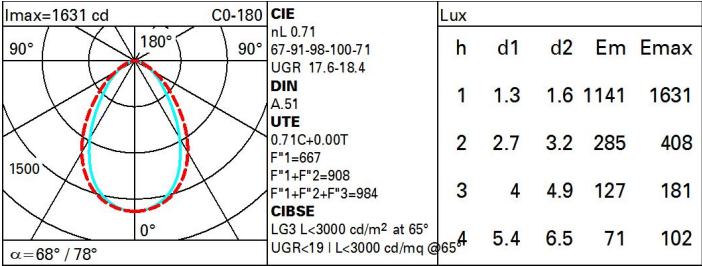 Imax=1631 cd C0-180
90° 180° 90°
1500
0°
α=68° / 78°
CIE
nL 0.71
67-91-98-100-71
UGR 17.6-18.4
DIN
A.51
UTE
0.71C+0.00T
F"1=667
F"1+F"2=908
F"1+F"2+F"3=984
CIBSE
LG3 L<3000 cd/m² at 65°
UGR<19 | L<3000 cd/mq @65°
Lux
h d1 d2 Em Emax
1 1.3 1.6 1141 1631
2 2.7 3.2 285 408
3 4 4.9 127 181
4 5.4 6.5 71 102